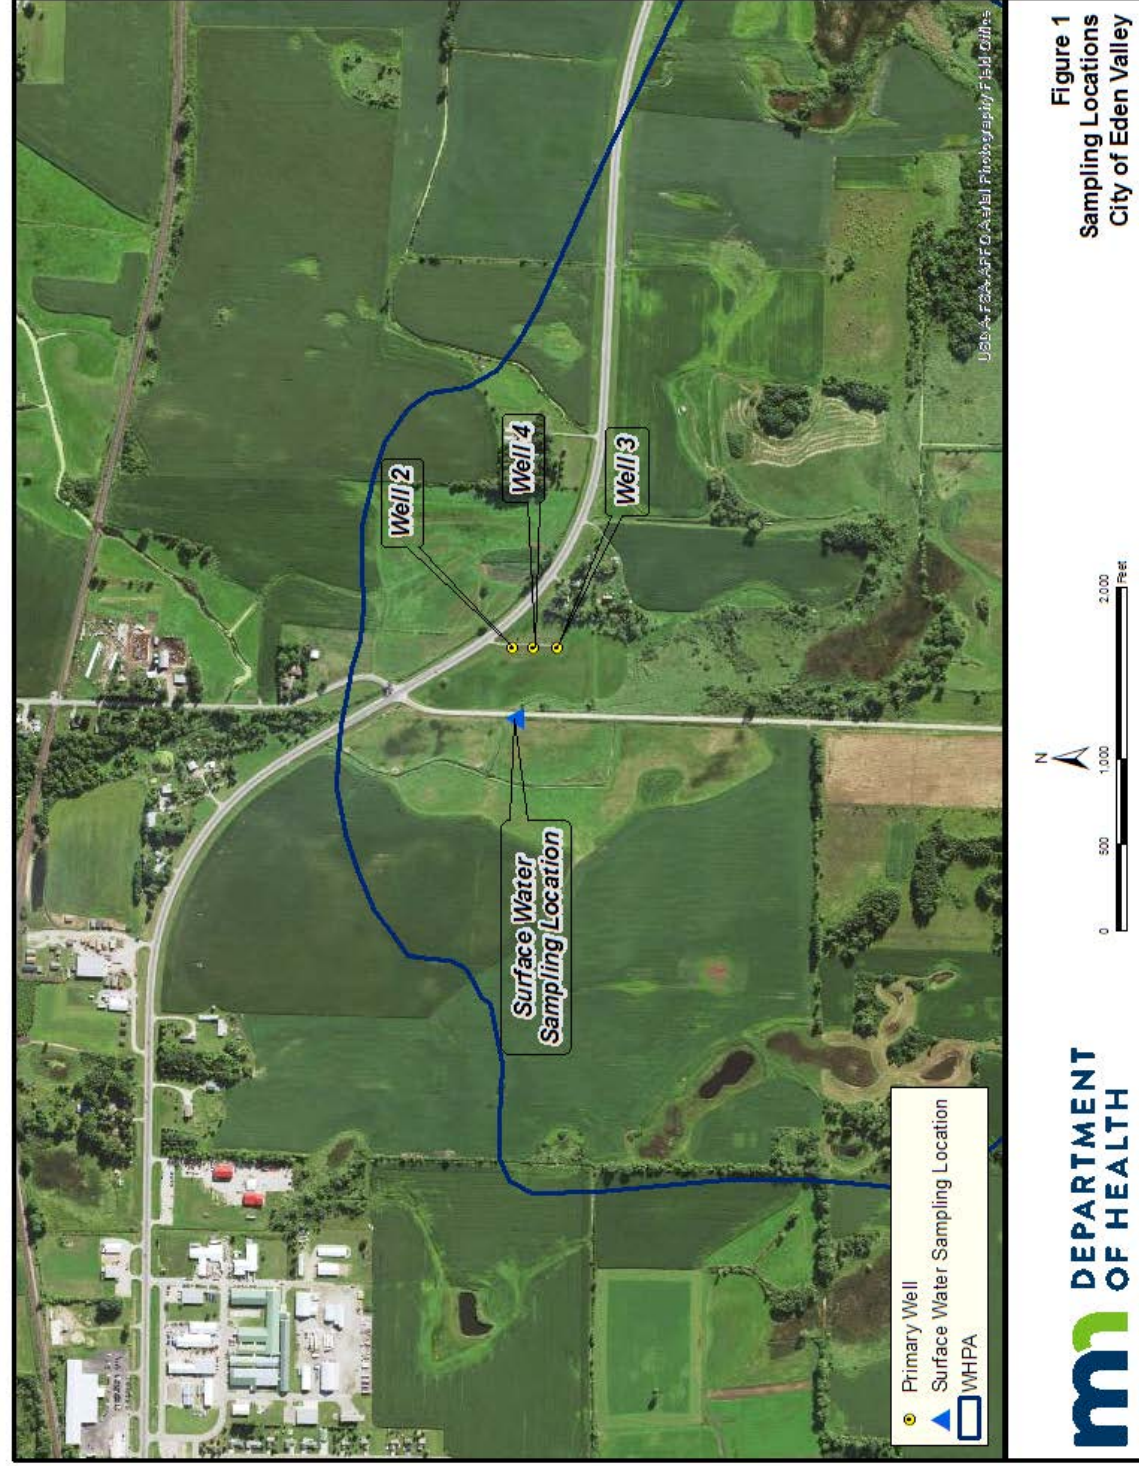 Well 2
Well 4
Well 3
Surface Water
Sampling Location
USDA-FSA-APFO Aerial Photography Field Office
Primary Well
Surface Water Sampling Location
WHPA
DEPARTMENT
OF HEALTH
N
0 500 1,000 2,000
Feet
Figure 1
Sampling Locations
City of Eden Valley